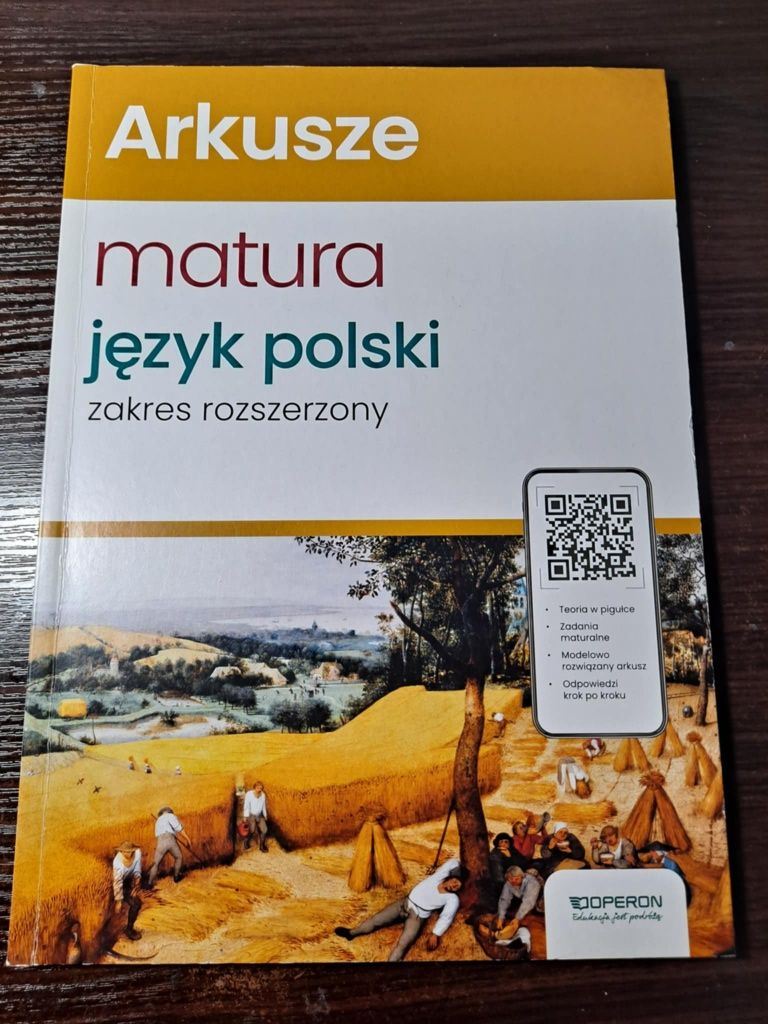 Arkusze
matura
język polski
zakres rozszerzony
• Teoria w pigułce
• Zadania
maturalne
• Modelowo
rozwiązany arkusz
• Odpowiedzi
krok po kroku
OPERON
Edukacja jest podróżą